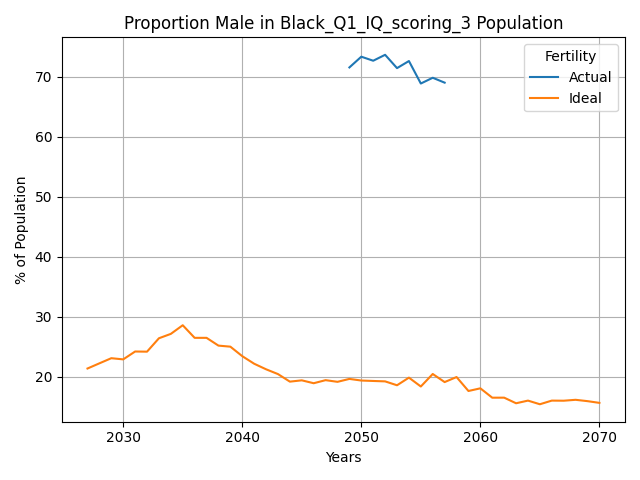 Proportion Male in Black_Q1_IQ_scoring_3 Population
Fertility
Actual
Ideal
% of Population
70
60
50
40
30
20
2030
2040
2050
2060
2070
Years